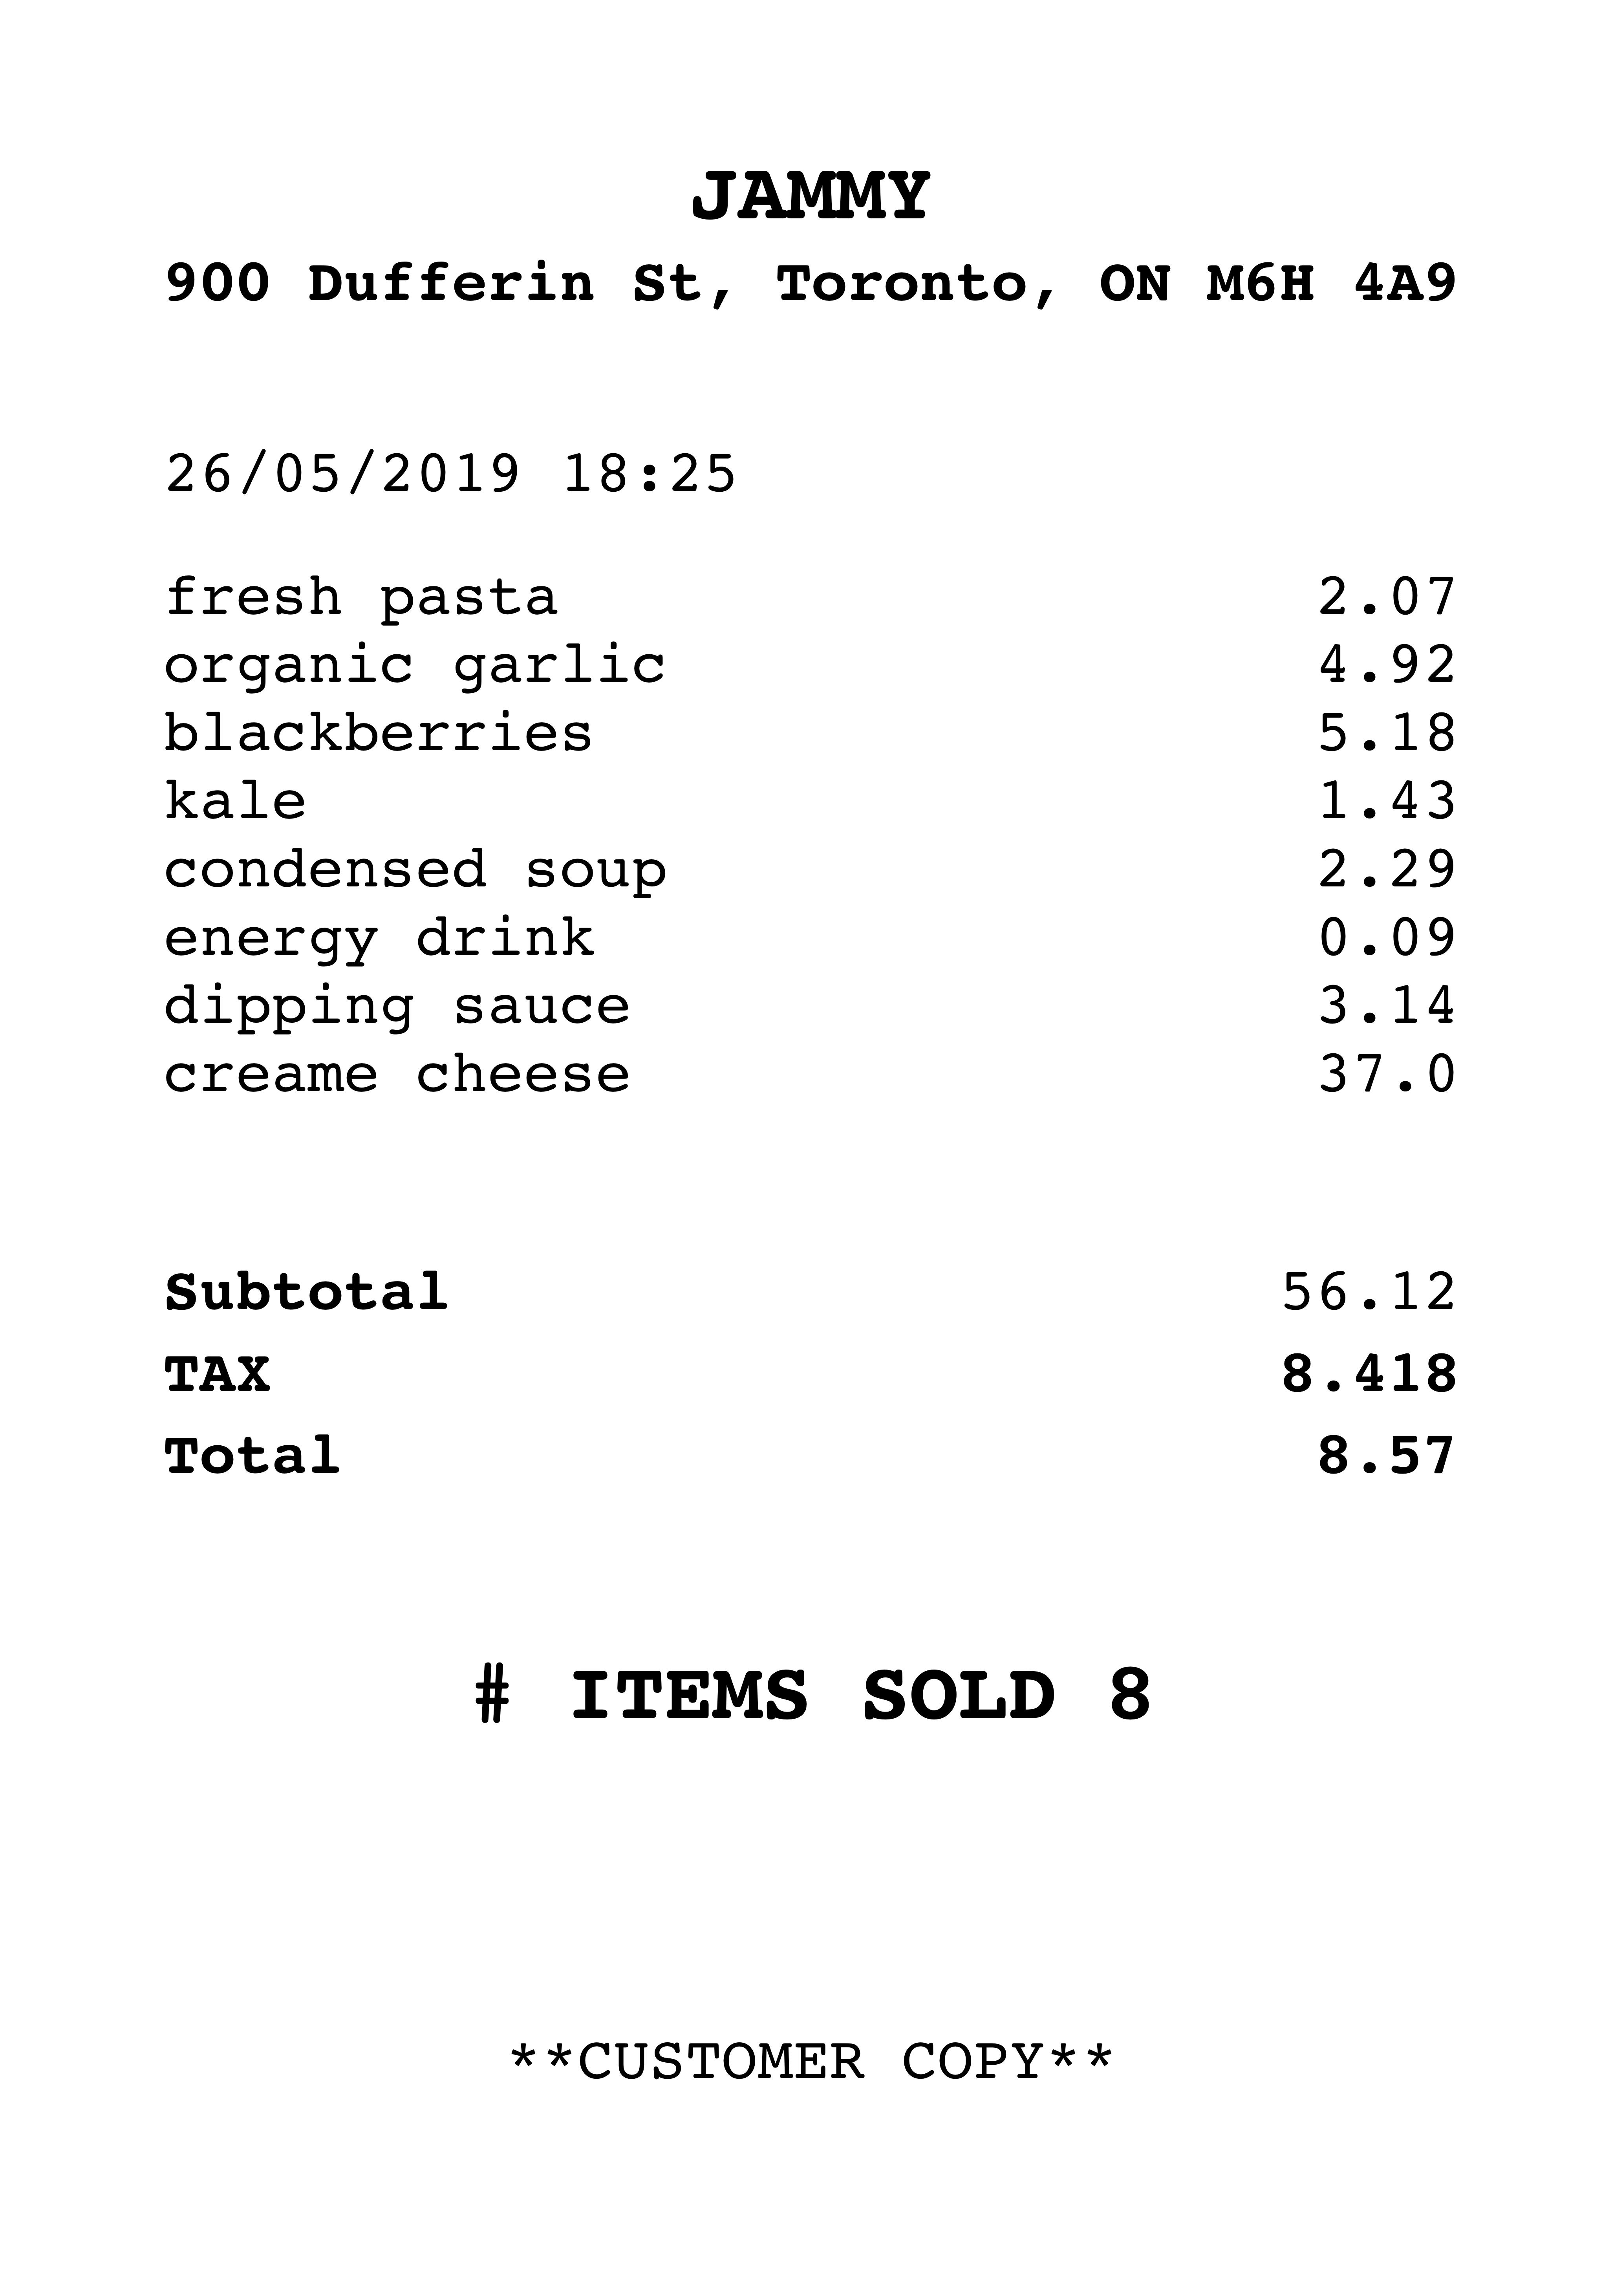 JAMMY
900 Dufferin St, Toronto, ON M6H 4A9
26/05/2019 18:25
fresh pasta 2.07
organic garlic 4.92
blackberries 5.18
kale 1.43
condensed soup 2.29
energy drink 0.09
dipping sauce 3.14
creame cheese 37.0
Subtotal 56.12
TAX 8.418
Total 8.57
# ITEMS SOLD 8
**CUSTOMER COPY**